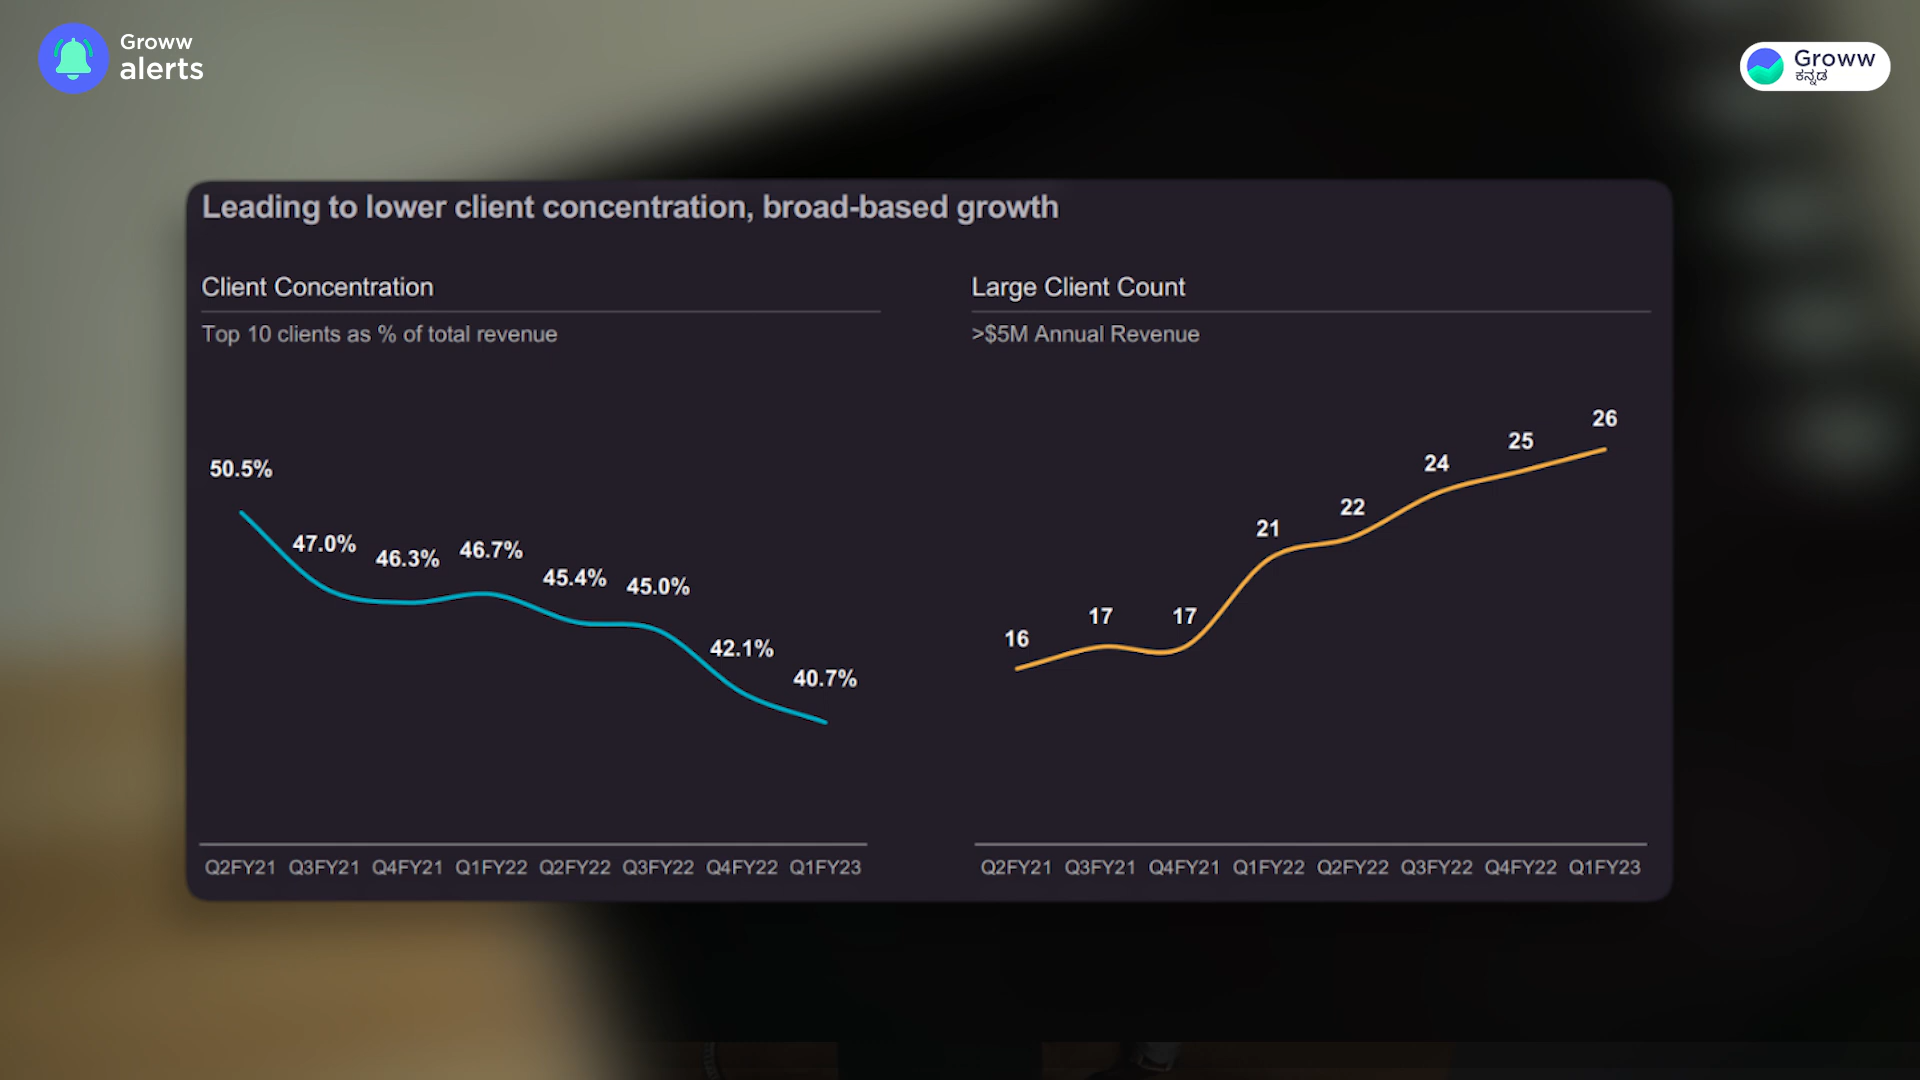 Groww
alerts
Groww
ಕನ್ನಡ
Leading to lower client concentration, broad-based growth
Client Concentration
Top 10 clients as % of total revenue
50.5%
47.0%
46.3%
46.7%
45.4%
45.0%
42.1%
40.7%
Q2FY21 Q3FY21 Q4FY21 Q1FY22 Q2FY22 Q3FY22 Q4FY22 Q1FY23
Large Client Count
>$5M Annual Revenue
16
17
17
21
22
24
25
26
Q2FY21 Q3FY21 Q4FY21 Q1FY22 Q2FY22 Q3FY22 Q4FY22 Q1FY23